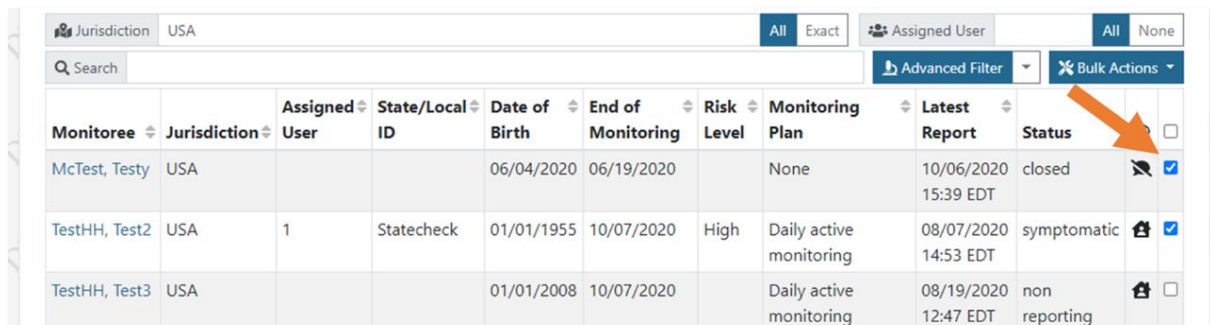 Jurisdiction USA All Exact Assigned User All None
Search Advanced Filter Bulk Actions
Assigned State/Local Date of End of Risk Monitoring Latest
Monitoree Jurisdiction User ID Birth Monitoring Level Plan Report Status
McTest, Testy USA 06/04/2020 06/19/2020 None 10/06/2020 closed
15:39 EDT
TestHH, Test2 USA 1 Statecheck 01/01/1955 10/07/2020 High Daily active 08/07/2020 symptomatic
monitoring 14:53 EDT
TestHH, Test3 USA 01/01/2008 10/07/2020 Daily active 08/19/2020 non
monitoring 12:47 EDT reporting